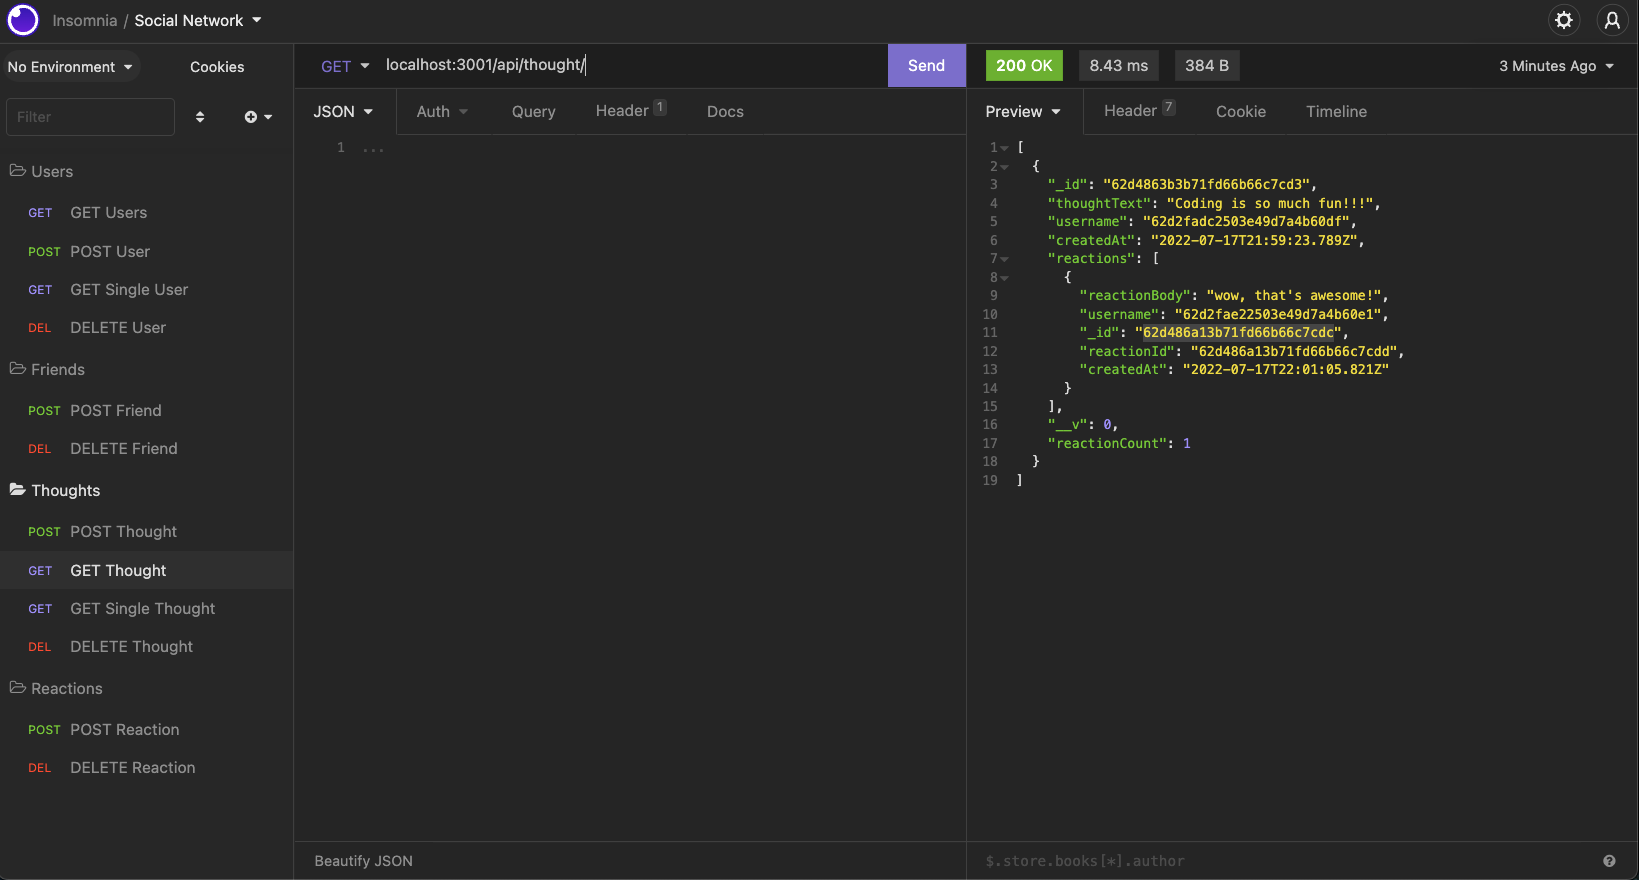 Insomnia / Social Network
No Environment
Cookies
Filter
Users
GET GET Users
POST POST User
GET GET Single User
DEL DELETE User
Friends
POST POST Friend
DEL DELETE Friend
Thoughts
POST POST Thought
GET GET Thought
GET GET Single Thought
DEL DELETE Thought
Reactions
POST POST Reaction
DEL DELETE Reaction
GET localhost:3001/api/thought/ Send
JSON Auth Query Header 1 Docs
1 ...
Beautify JSON
200 OK 8.43 ms 384 B 3 Minutes Ago
Preview Header 7 Cookie Timeline
1 [
2 {
3 "_id": "62d4863b3b71fd66b66c7cd3",
4 "thoughtText": "Coding is so much fun!!!",
5 "username": "62d2fadc2503e49d7a4b60df",
6 "createdAt": "2022-07-17T21:59:23.789Z",
7 "reactions": [
8 {
9 "reactionBody": "wow, that's awesome!",
10 "username": "62d2fae22503e49d7a4b60e1",
11 "_id": "62d486a13b71fd66b66c7cdc",
12 "reactionId": "62d486a13b71fd66b66c7cdd",
13 "createdAt": "2022-07-17T22:01:05.821Z"
14 }
15 ],
16 "__v": 0,
17 "reactionCount": 1
18 }
19 ]
$.store.books[*].author